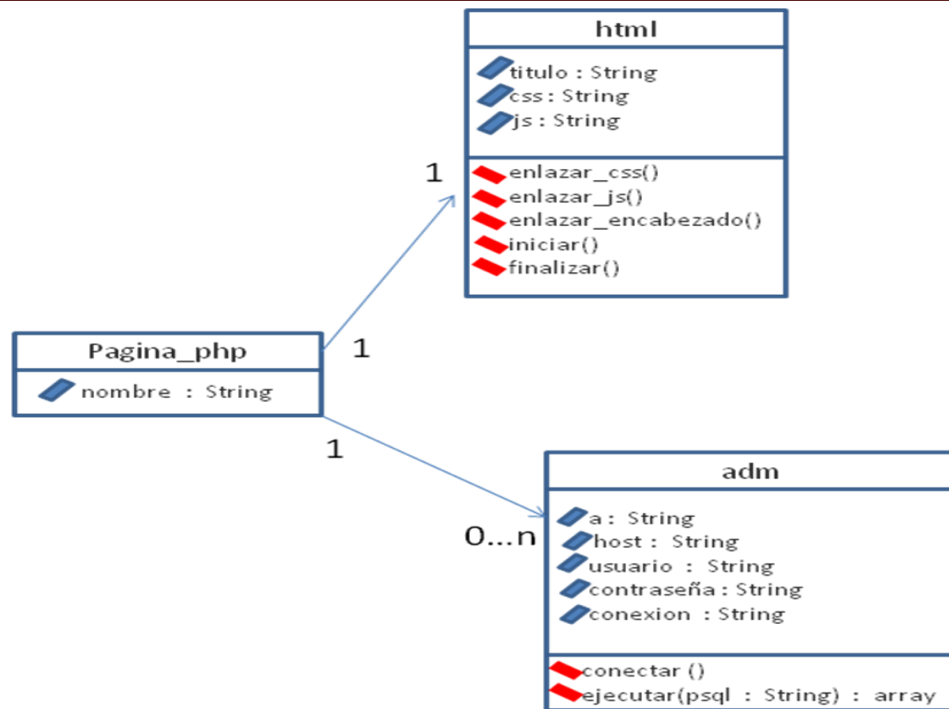 html
titulo : String
css : String
js : String
enlazar_css()
enlazar_js()
enlazar_encabezado()
iniciar()
finalizar()
1
1
Pagina_php
nombre : String
1
0...n
adm
a : String
host : String
usuario : String
contraseña : String
conexion : String
conectar ()
ejecutar(psql : String) : array